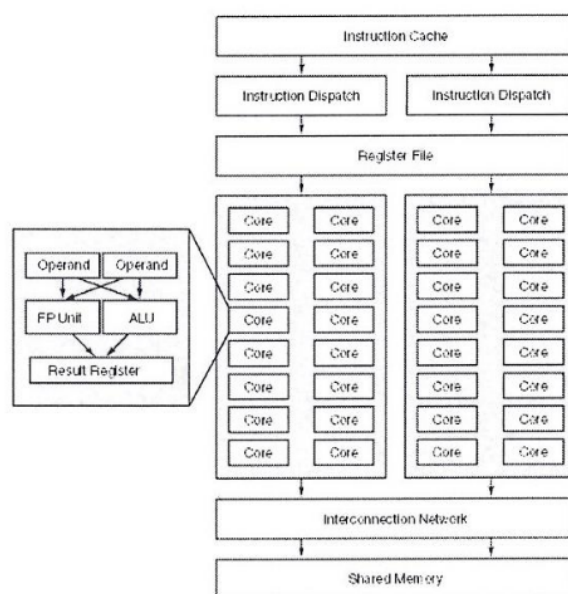 Instruction Cache
Instruction Dispatch Instruction Dispatch
Register File
Core Core Core Core
Core Core Core Core
Core Core Core Core
Core Core Core Core
Core Core Core Core
Core Core Core Core
Core Core Core Core
Core Core Core Core
Operand Operand
FP Unit ALU
Result Register
Interconnection Network
Shared Memory